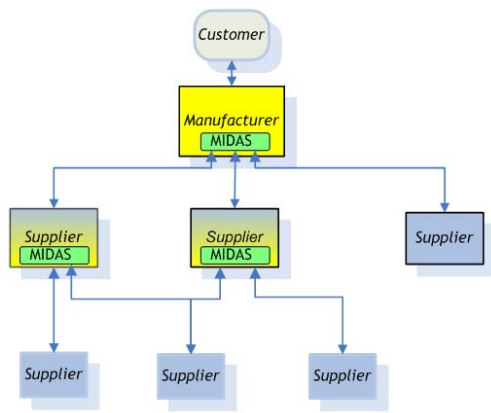 Customer
Manufacturer
MIDAS
Supplier
MIDAS
Supplier
MIDAS
Supplier
Supplier
Supplier
Supplier